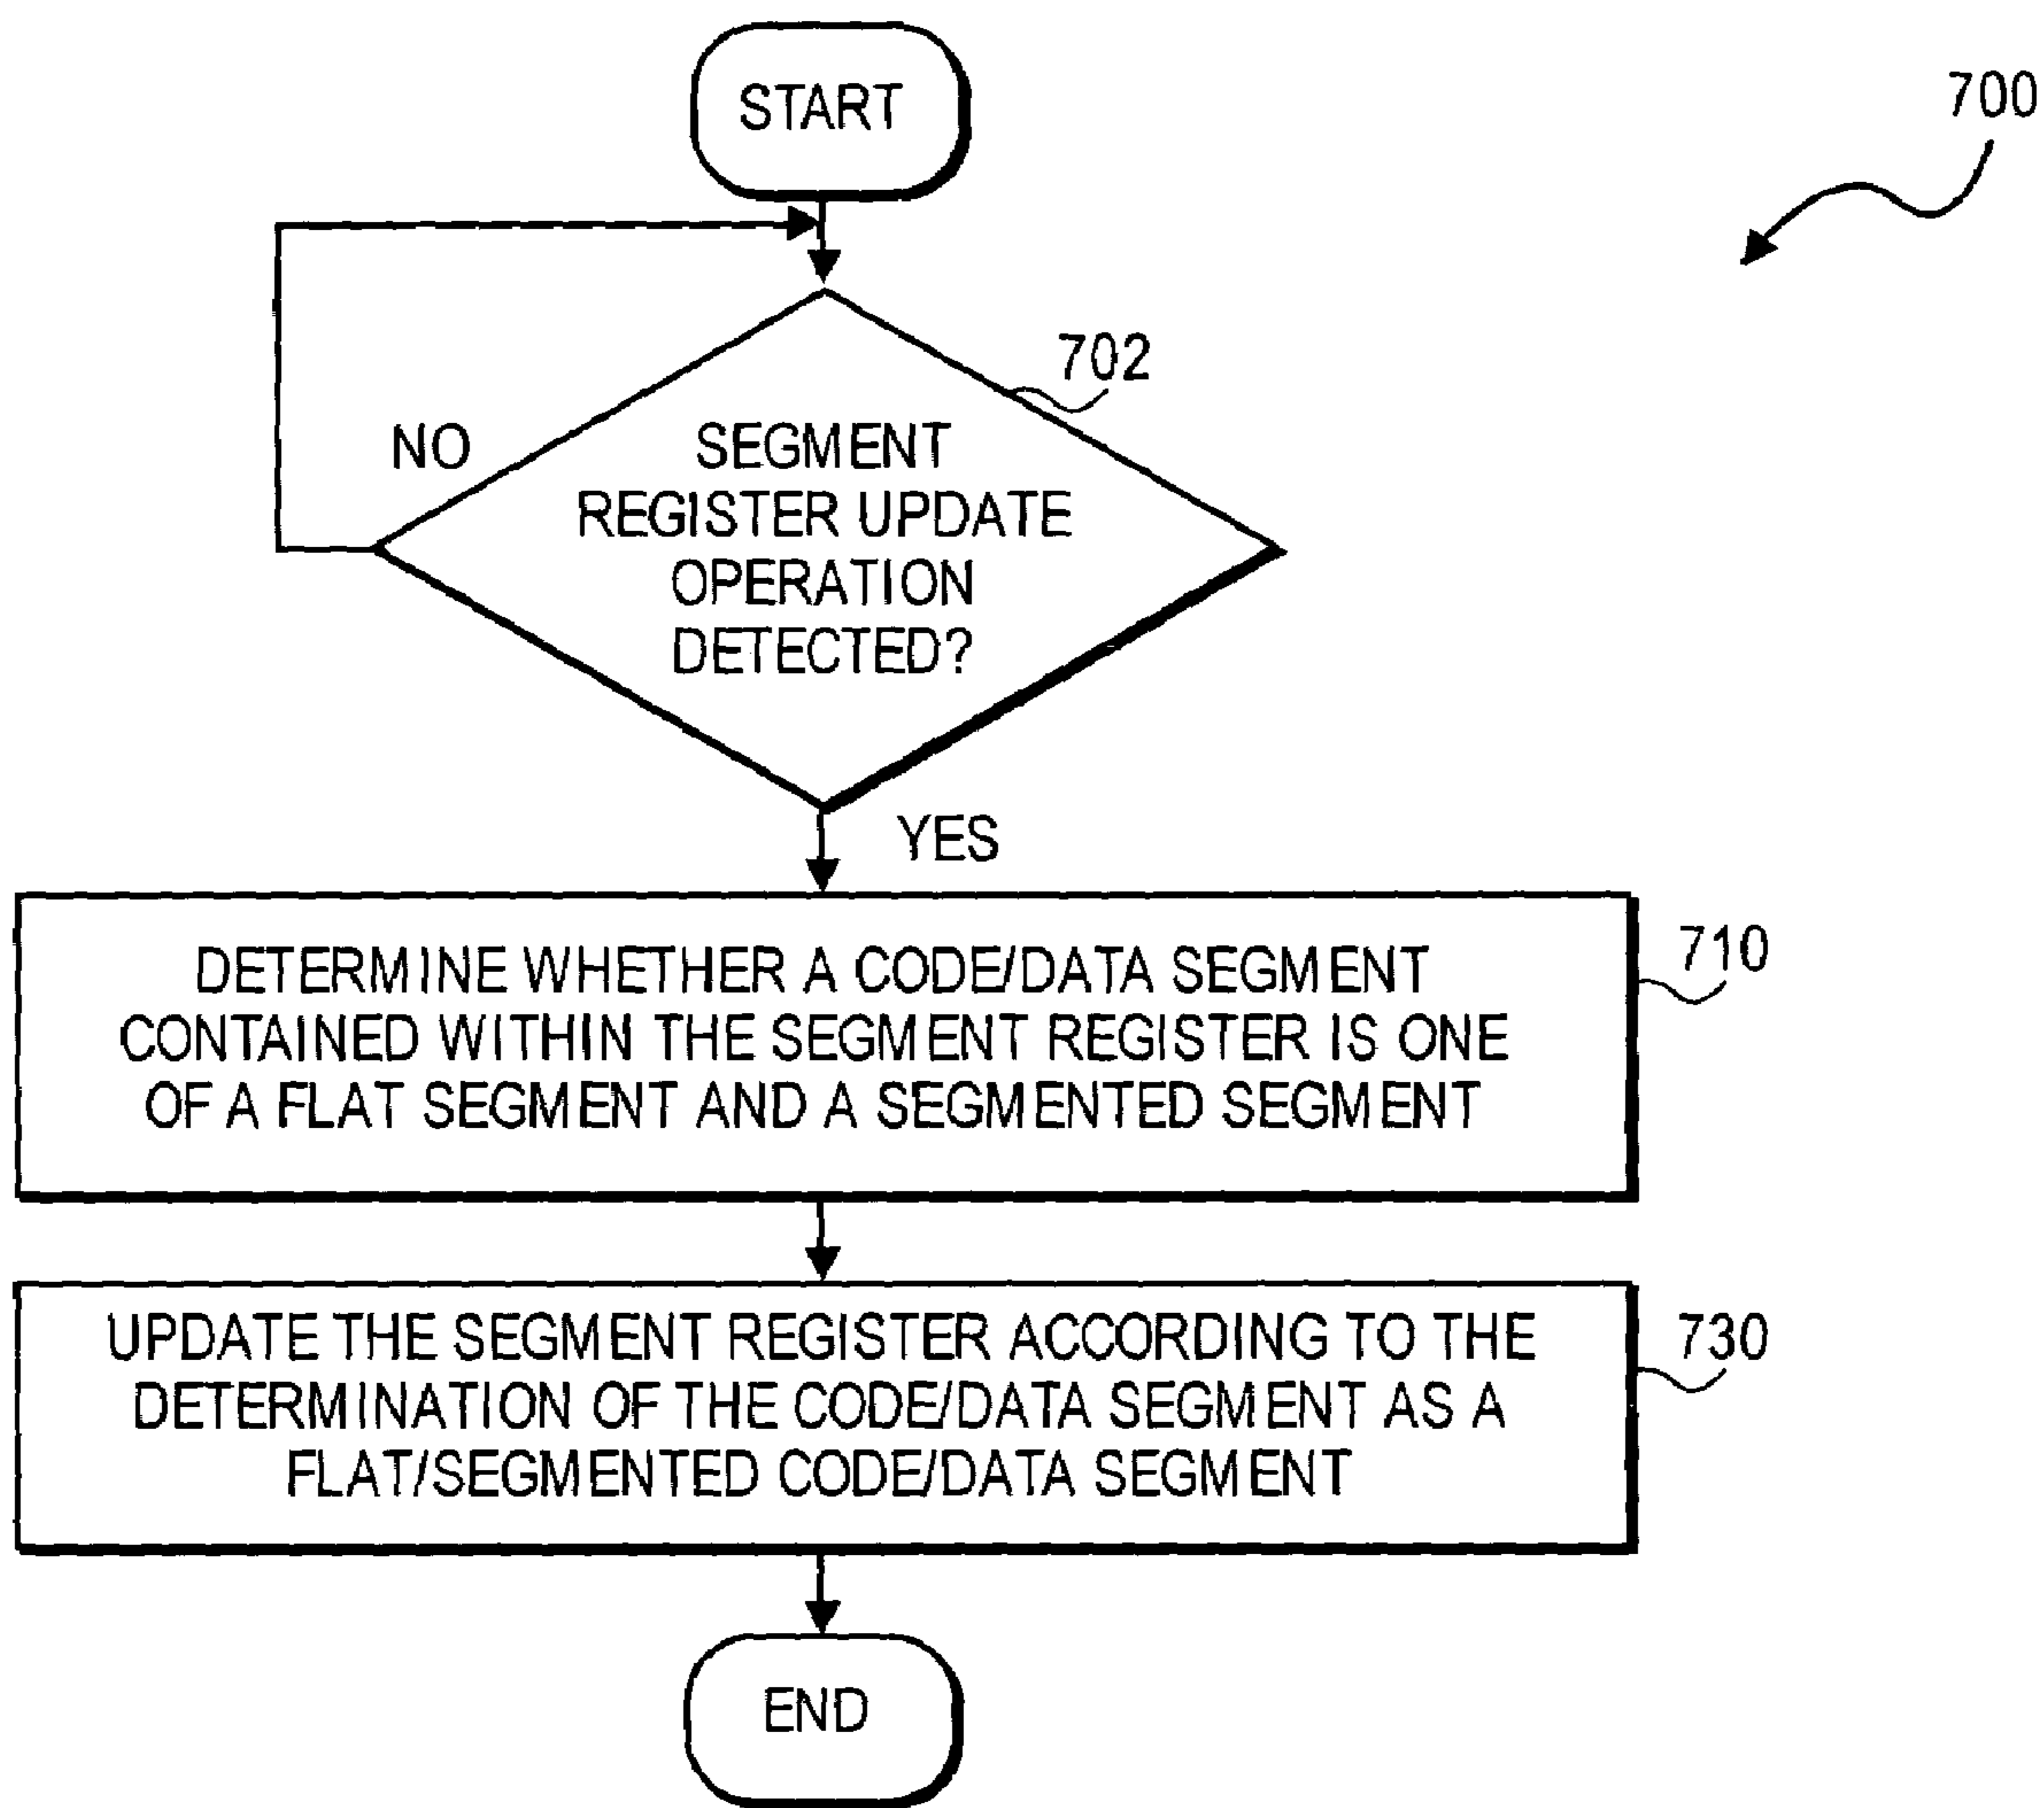 START
700
702
NO
SEGMENT
REGISTER UPDATE
OPERATION
DETECTED?
YES
DETERMINE WHETHER A CODE/DATA SEGMENT
CONTAINED WITHIN THE SEGMENT REGISTER IS ONE
OF A FLAT SEGMENT AND A SEGMENTED SEGMENT
710
UPDATE THE SEGMENT REGISTER ACCORDING TO THE
DETERMINATION OF THE CODE/DATA SEGMENT AS A
FLAT/SEGMENTED CODE/DATA SEGMENT
730
END